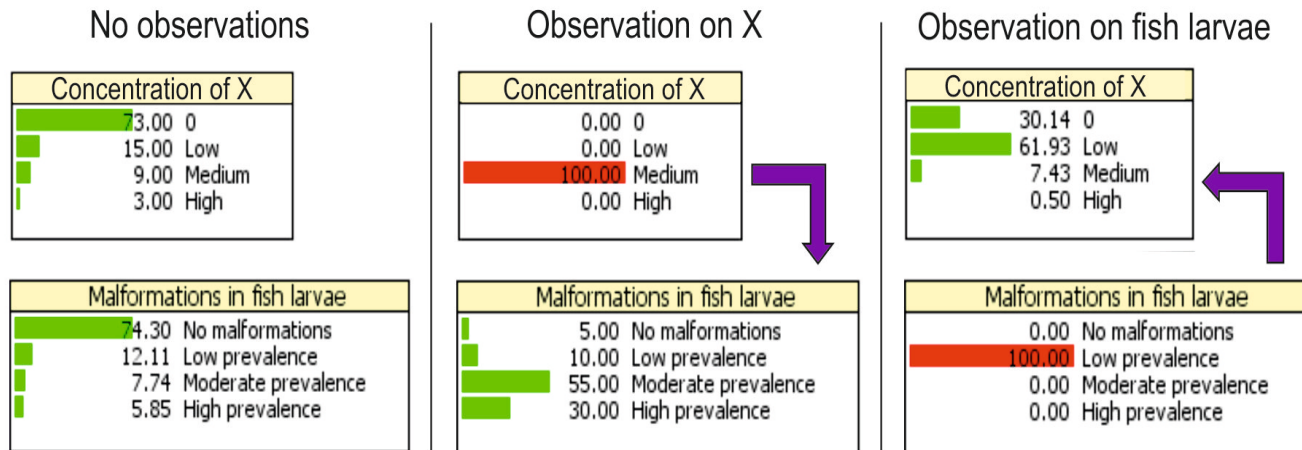 No observations
Concentration of X
73.00 0
15.00 Low
9.00 Medium
3.00 High
Malformations in fish larvae
74.30 No malformations
12.11 Low prevalence
7.74 Moderate prevalence
5.85 High prevalence
Observation on X
Concentration of X
0.00 0
0.00 Low
100.00 Medium
0.00 High
Malformations in fish larvae
5.00 No malformations
10.00 Low prevalence
55.00 Moderate prevalence
30.00 High prevalence
Observation on fish larvae
Concentration of X
30.14 0
61.93 Low
7.43 Medium
0.50 High
Malformations in fish larvae
0.00 No malformations
100.00 Low prevalence
0.00 Moderate prevalence
0.00 High prevalence